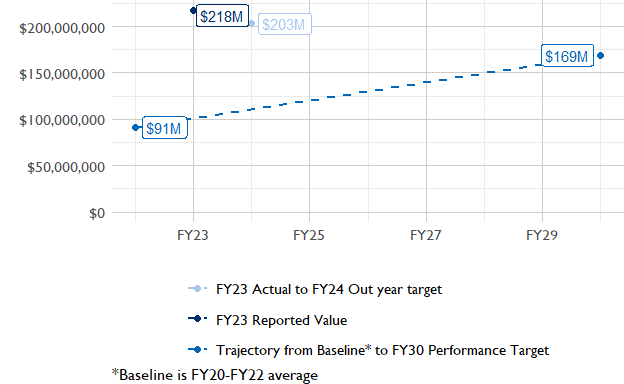 $218M
$200,000,000
$203M
$169M
$150,000,000
$100,000,000
$91M
$50,000,000
$0
FY23 FY25 FY27 FY29
FY23 Actual to FY24 Out year target
FY23 Reported Value
Trajectory from Baseline* to FY30 Performance Target
*Baseline is FY20-FY22 average